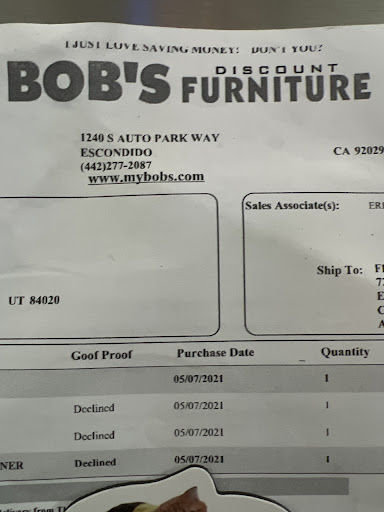 I JUST LOVE SAVING MONEY! DON'T YOU?
BOB'S DISCOUNT FURNITURE
1240 S AUTO PARK WAY
ESCONDIDO CA 92029
(442)277-2087
www.mybobs.com
Sales Associate(s):
Ship To:
UT 84020
Goof Proof Purchase Date Quantity
05/07/2021 1
Declined 05/07/2021 1
Declined 05/07/2021 1
NER Declined 05/07/2021 1
delivery from